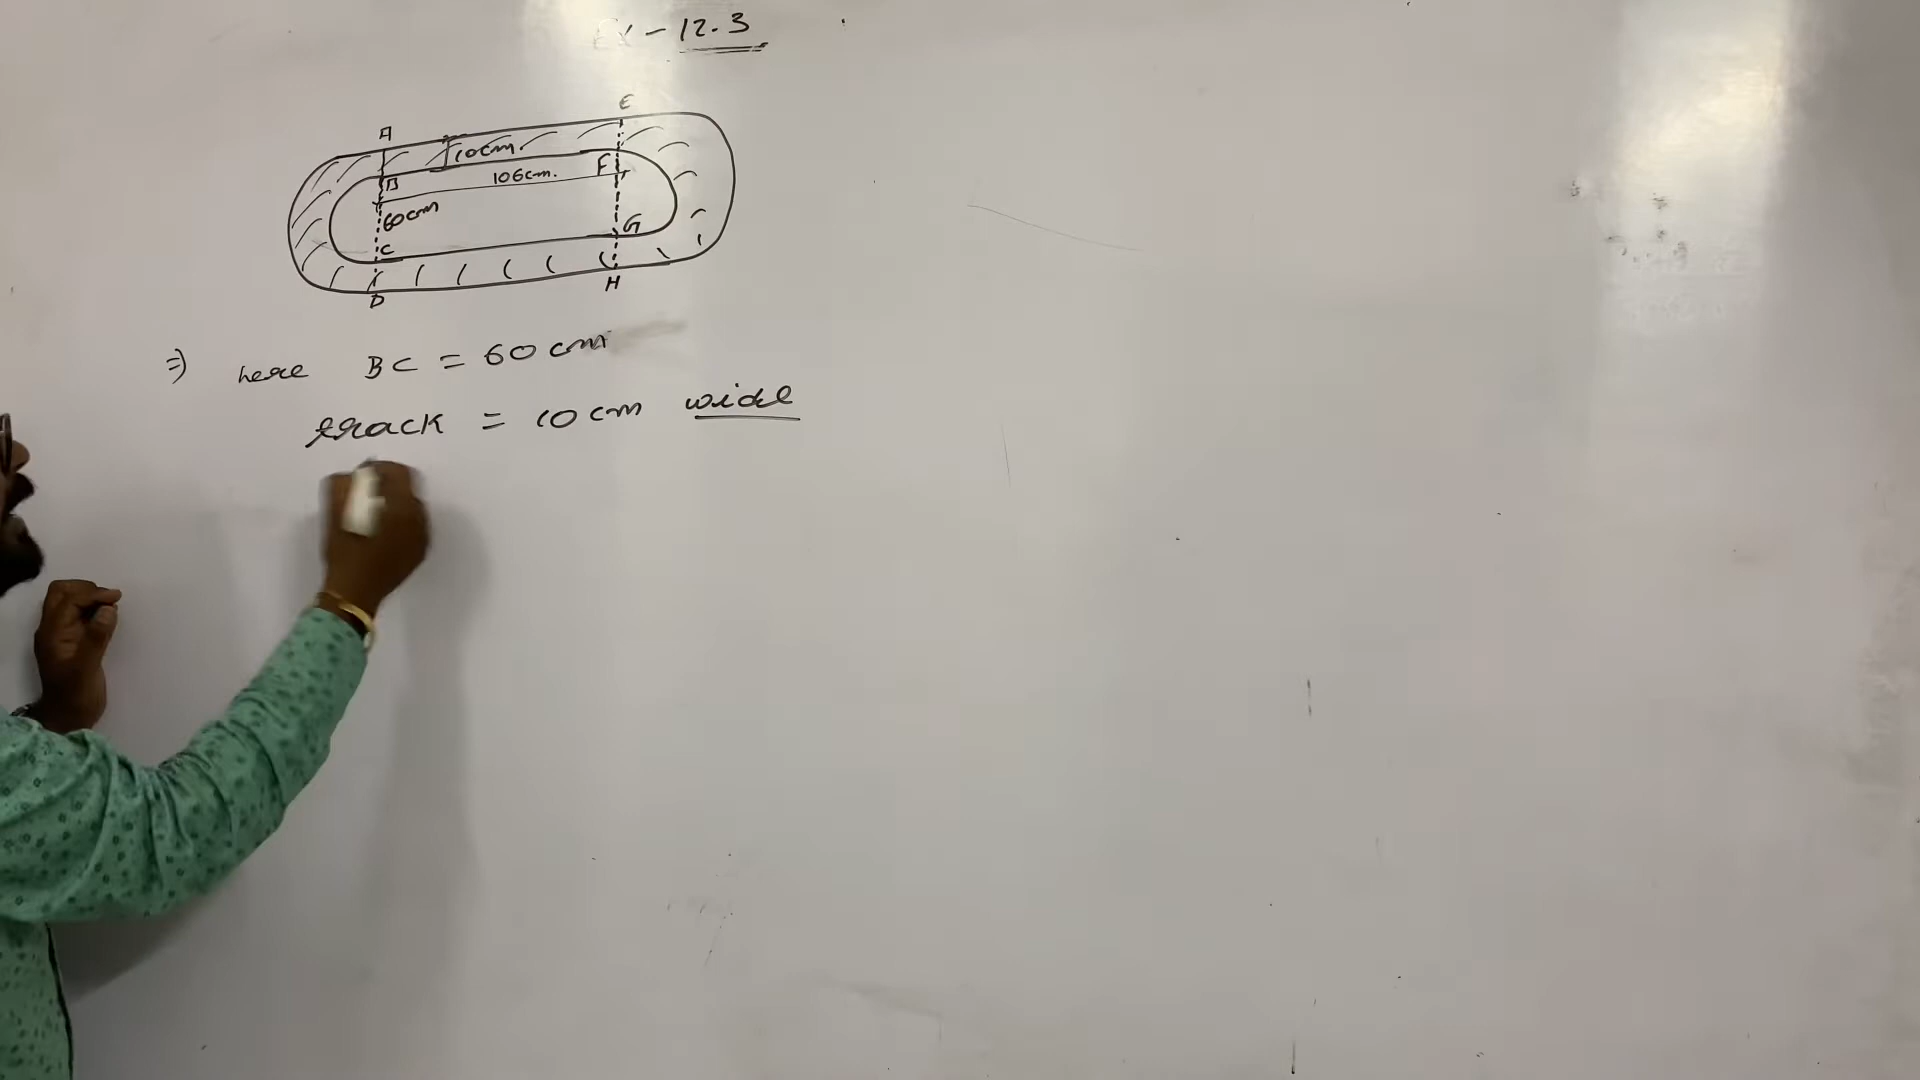 EX - 12.3
E
A
10cm.
F
106cm.
B
60cm
G
C
H
D
⇒ here BC = 60 cm
track = 10 cm wide